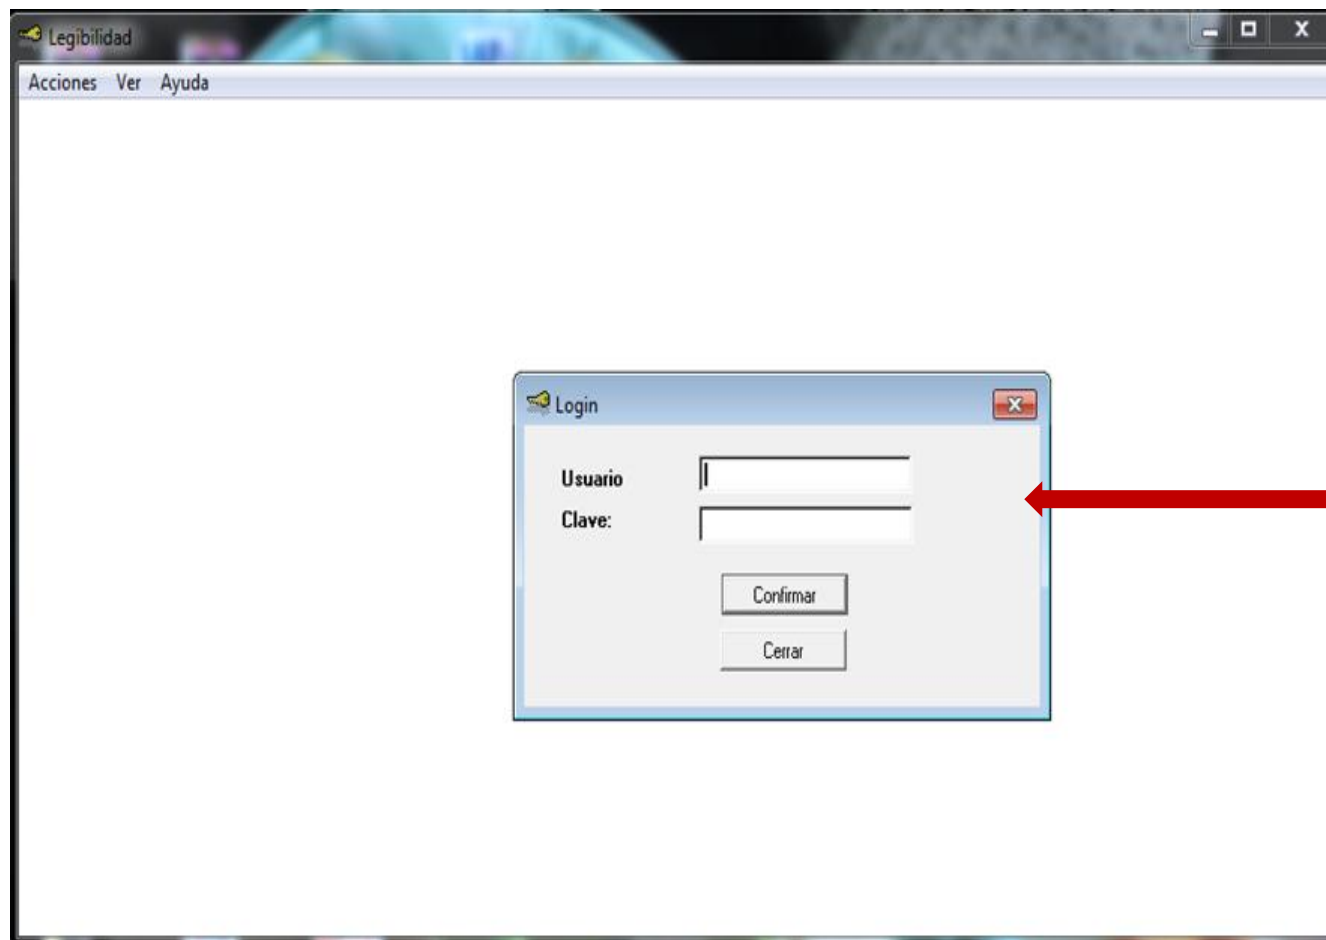 Legibilidad
Acciones Ver Ayuda
Login
Usuario
Clave:
Confirmar
Cerrar